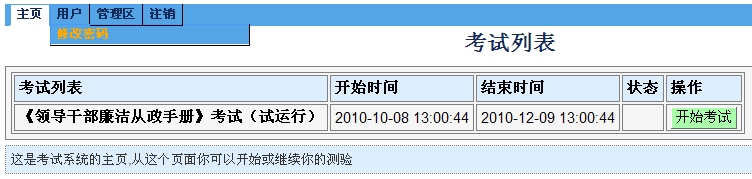 主页 用户 管理区 注销
修改密码
考试列表
考试列表 开始时间 结束时间 状态 操作
《领导干部廉洁从政手册》考试（试运行） 2010-10-08 13:00:44 2010-12-09 13:00:44 开始考试
这是考试系统的主页,从这个页面你可以开始或继续你的测验